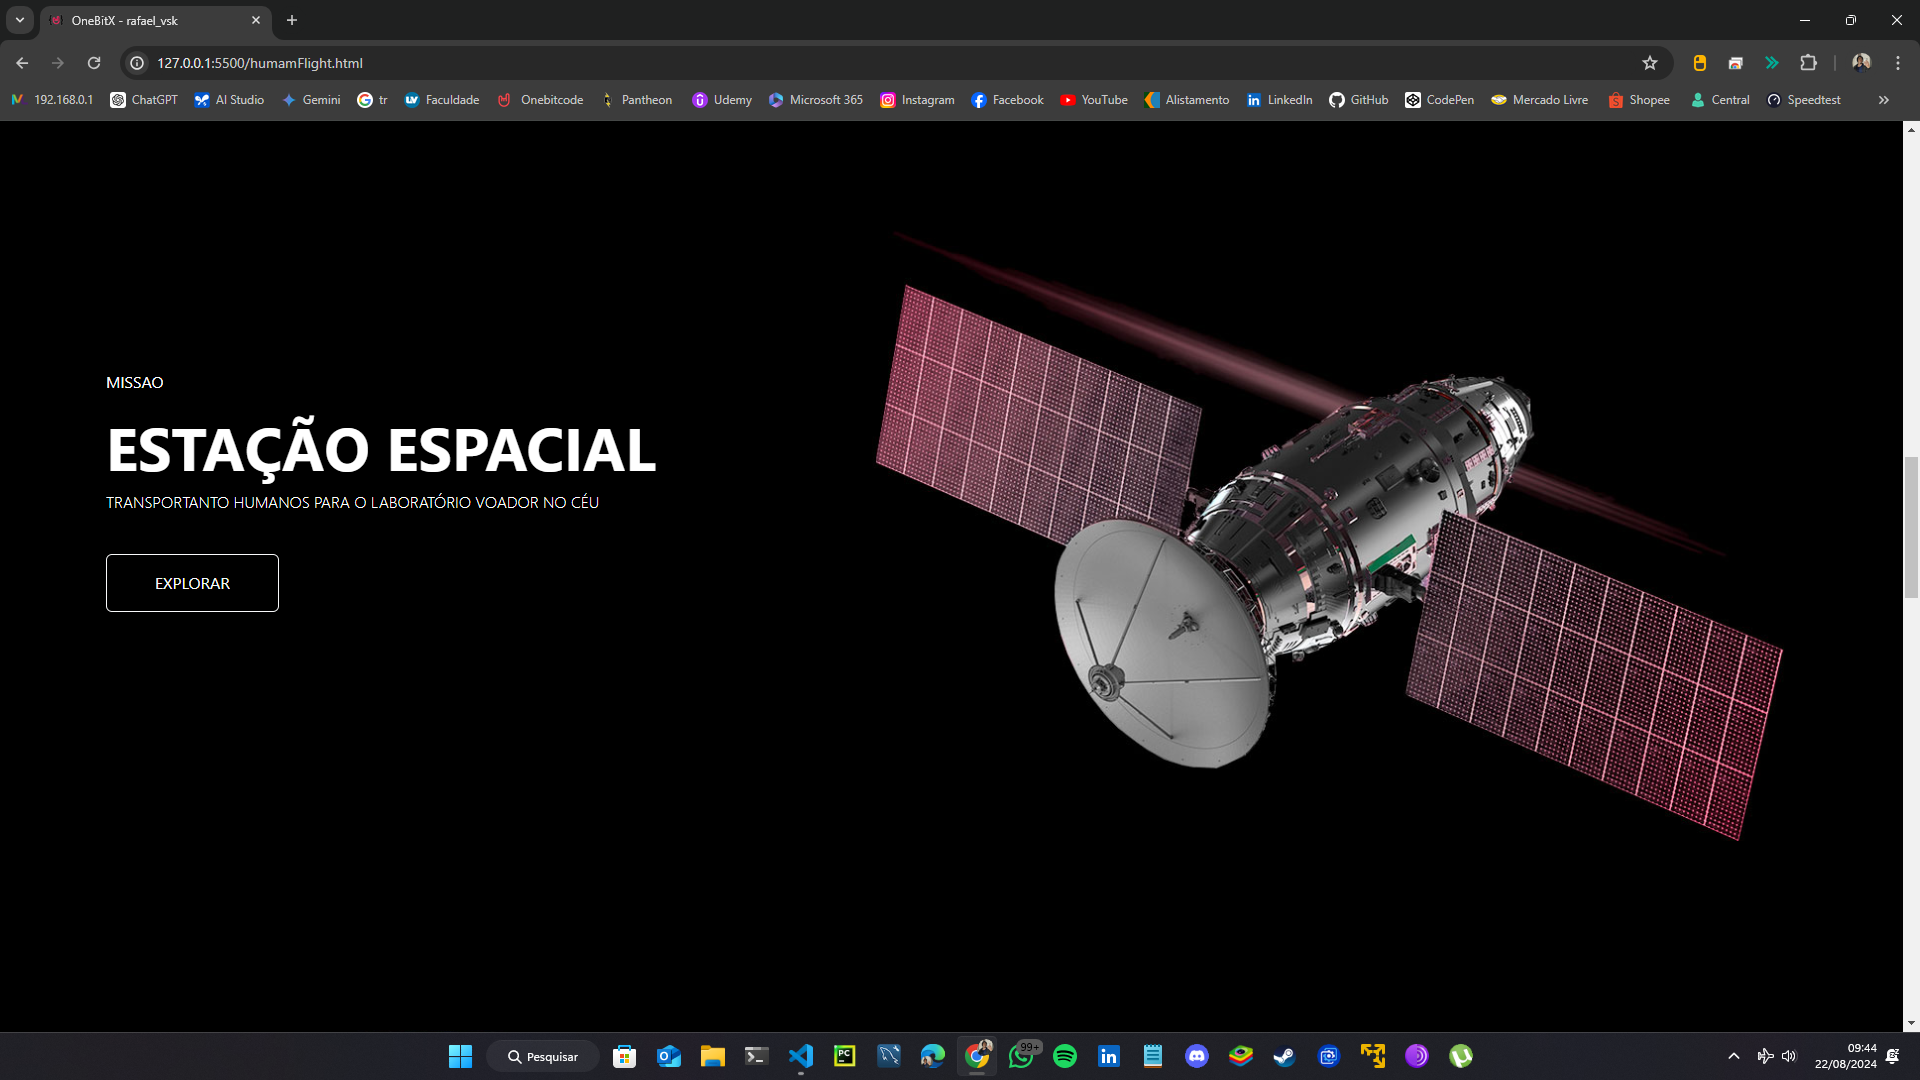 OneBitX - rafael_vsk
127.0.0.1:5500/humamFlight.html
192.168.0.1 ChatGPT AI Studio Gemini tr Faculdade Onebitcode Pantheon Udemy Microsoft 365 Instagram Facebook YouTube Alistamento LinkedIn GitHub CodePen Mercado Livre Shopee Central Speedtest
MISSAO
ESTAÇÃO ESPACIAL
TRANSPORTANTO HUMANOS PARA O LABORATÓRIO VOADOR NO CÉU
EXPLORAR
Pesquisar
99+
09:44
22/08/2024